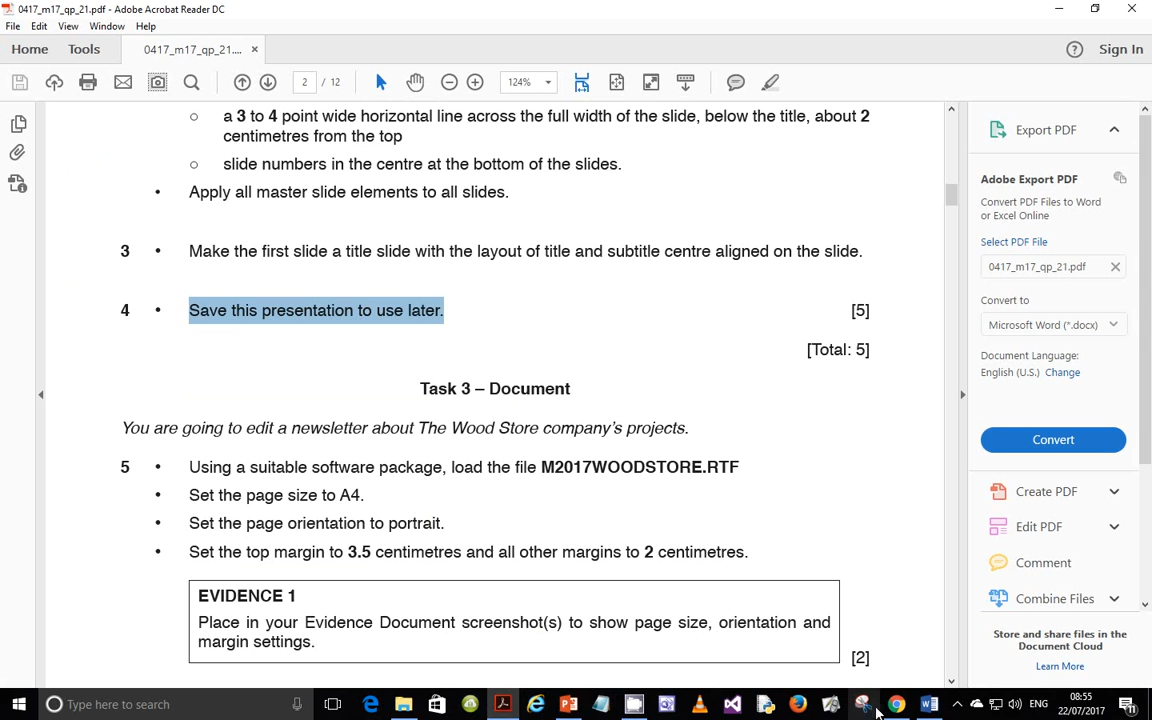 0417_m17_qp_21.pdf - Adobe Acrobat Reader DC
File Edit View Window Help
Home Tools 0417_m17_qp_21.... × Sign In
2 / 12 124%
○ a 3 to 4 point wide horizontal line across the full width of the slide, below the title, about 2
centimetres from the top
○ slide numbers in the centre at the bottom of the slides.
• Apply all master slide elements to all slides.
3 • Make the first slide a title slide with the layout of title and subtitle centre aligned on the slide.
4 • Save this presentation to use later. [5]
[Total: 5]
Task 3 – Document
You are going to edit a newsletter about The Wood Store company's projects.
5 • Using a suitable software package, load the file M2017WOODSTORE.RTF
• Set the page size to A4.
• Set the page orientation to portrait.
• Set the top margin to 3.5 centimetres and all other margins to 2 centimetres.
EVIDENCE 1
Place in your Evidence Document screenshot(s) to show page size, orientation and
margin settings.
[2]
Export PDF
Adobe Export PDF
Convert PDF Files to Word
or Excel Online
Select PDF File
0417_m17_qp_21.pdf
Convert to
Microsoft Word (*.docx)
Document Language:
English (U.S.) Change
Convert
Create PDF
Edit PDF
Comment
Combine Files
Store and share files in the
Document Cloud
Learn More
Type here to search
ENG
08:55
22/07/2017
11